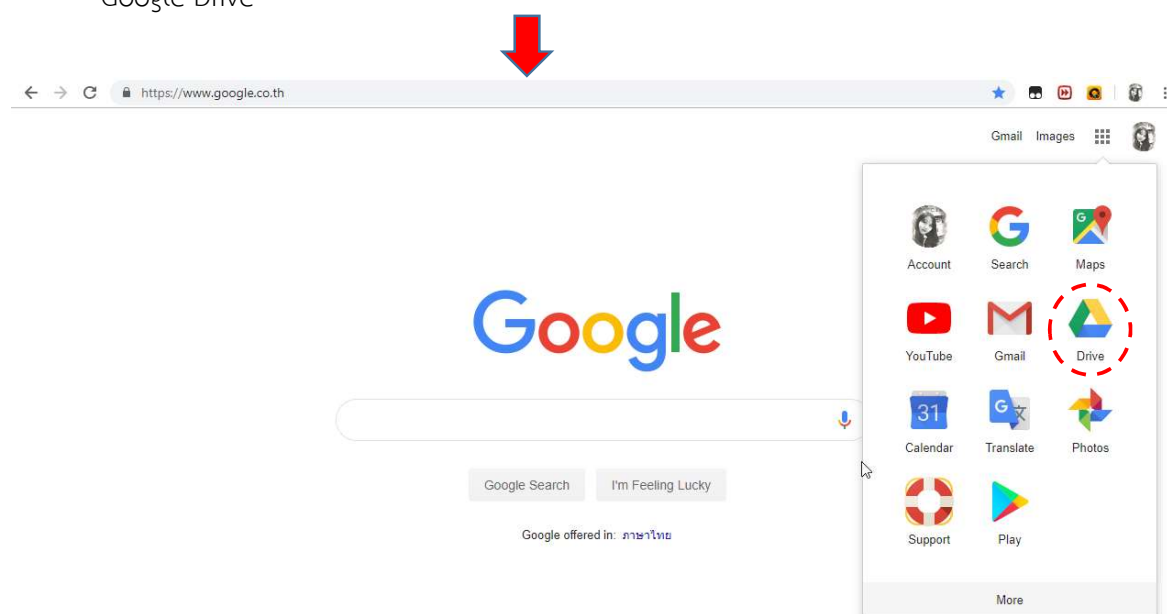 Google Drive
https://www.google.co.th
Gmail Images
Account Search Maps
Google
YouTube Gmail Drive
31
Calendar Translate Photos
Google Search I'm Feeling Lucky
Support Play
Google offered in: ภาษาไทย
More